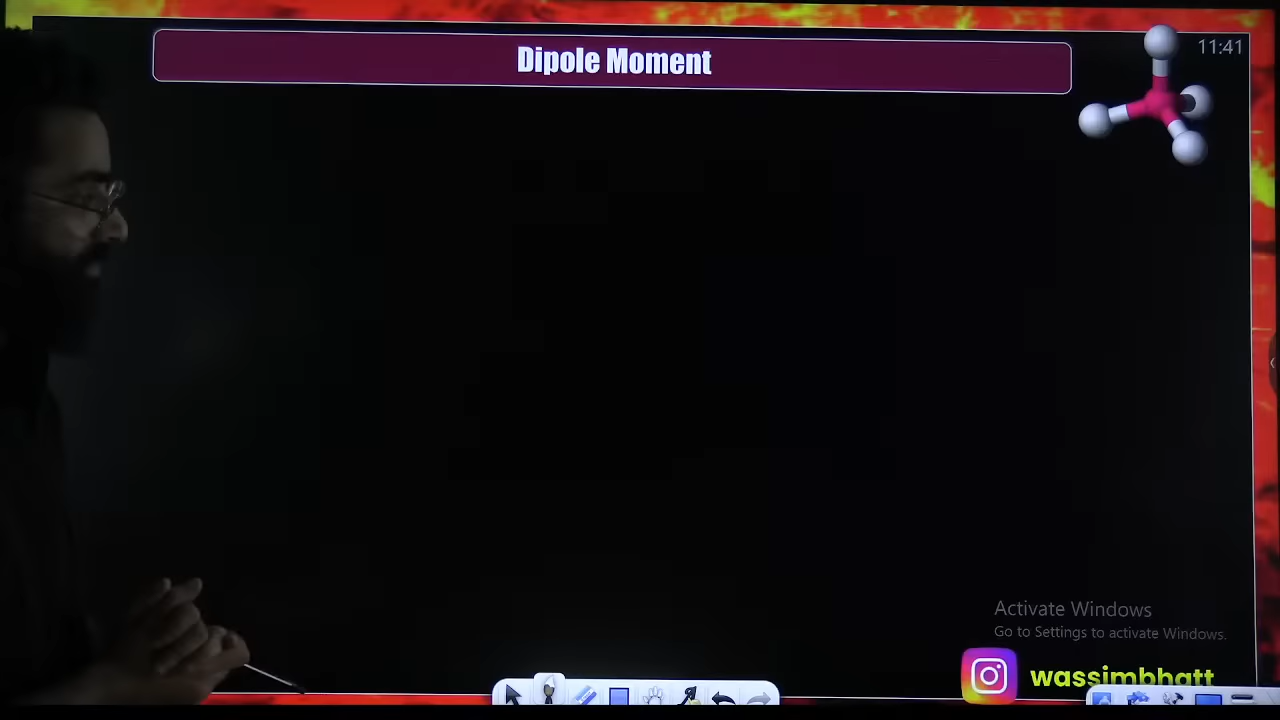 Dipole Moment
11:41
Activate Windows
Go to Settings to activate Windows.
wassimbhatt